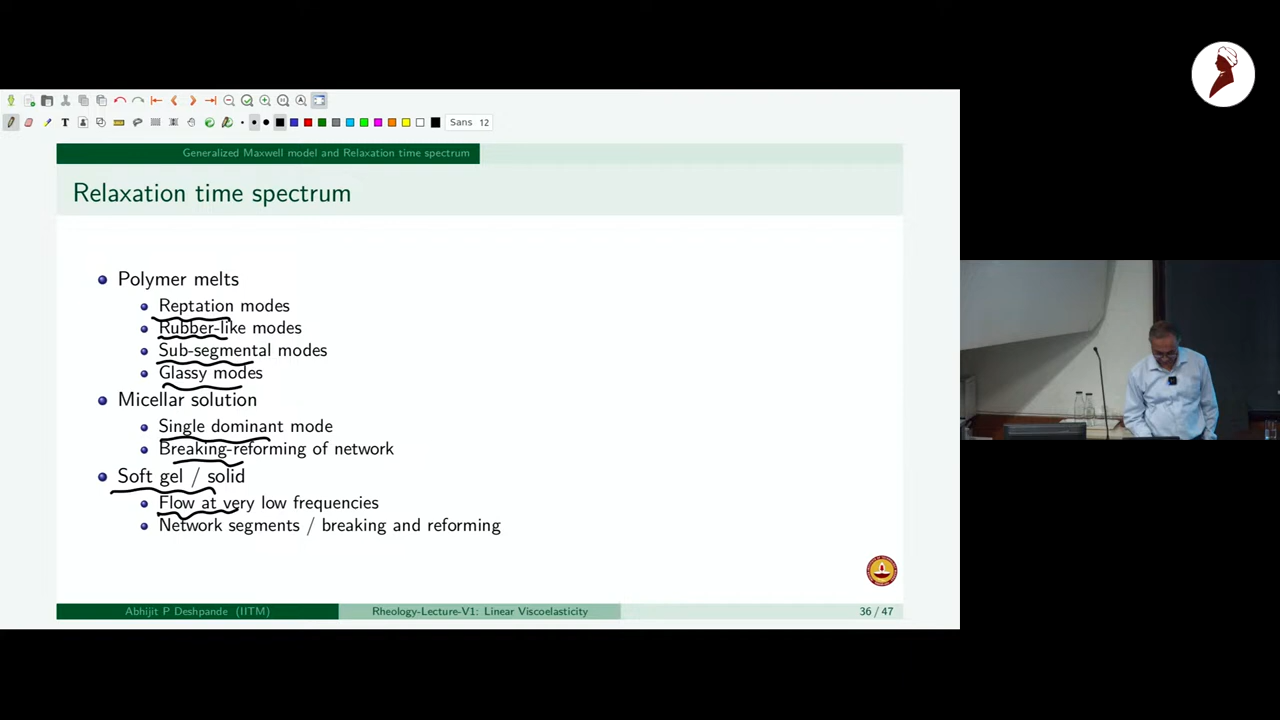 Sans 12
Generalized Maxwell model and Relaxation time spectrum
Relaxation time spectrum
Polymer melts
Reptation modes
Rubber-like modes
Sub-segmental modes
Glassy modes
Micellar solution
Single dominant mode
Breaking-reforming of network
Soft gel / solid
Flow at very low frequencies
Network segments / breaking and reforming
Abhijit P Deshpande (IITM) Rheology-Lecture-V1: Linear Viscoelasticity 36 / 47